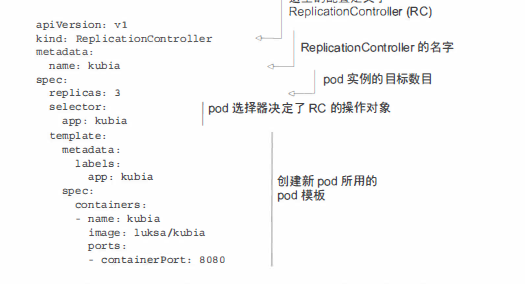 ReplicationController (RC)
apiVersion: v1
kind: ReplicationController
metadata:
name: kubia
ReplicationController 的名字
spec:
replicas: 3
pod 实例的目标数目
selector:
app: kubia
pod 选择器决定了 RC 的操作对象
template:
metadata:
labels:
app: kubia
spec:
containers:
- name: kubia
image: luksa/kubia
ports:
- containerPort: 8080
创建新 pod 所用的
pod 模板